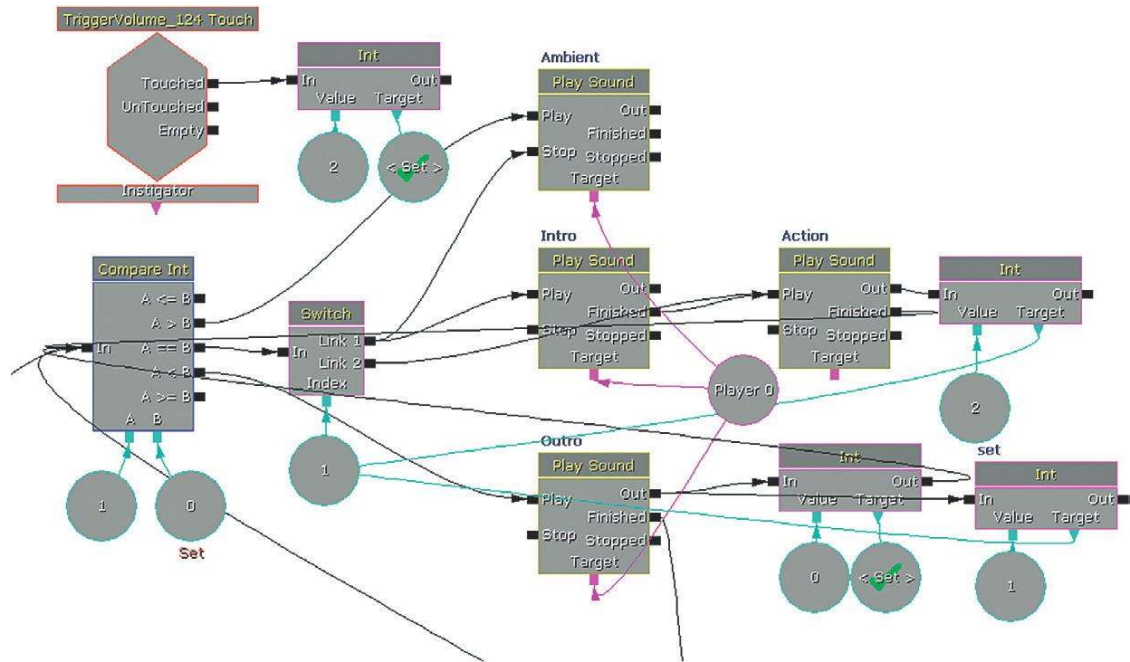 TriggerVolume_124 Touch
Touched
UnTouched
Empty
Instigator
Int
In Out
Value Target
2
< Set >
Ambient
Play Sound
Play Out
Finished
Stop Stopped
Target
Compare Int
A <= B
A > B
In A == B
A < B
A >= B
A B
1
0
Set
Switch
Link 1
In Link 2
Index
1
Intro
Play Sound
Play Out
Finished
Stop Stopped
Target
Action
Play Sound
Play Out
Finished
Stop Stopped
Target
Int
In Out
Value Target
2
Player 0
Outro
Play Sound
Play Out
Finished
Stop Stopped
Target
Int
In Out
Value Target
0
< Set >
set
Int
In Out
Value Target
1